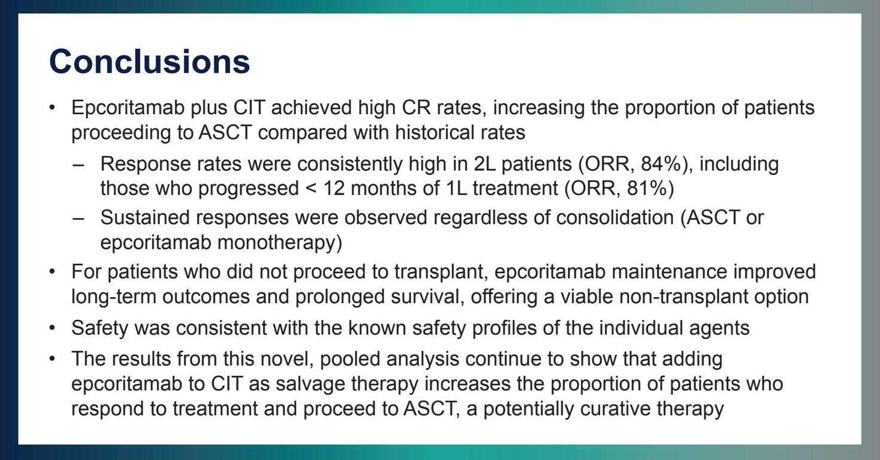 Conclusions
• Epcoritamab plus CIT achieved high CR rates, increasing the proportion of patients
proceeding to ASCT compared with historical rates
– Response rates were consistently high in 2L patients (ORR, 84%), including
those who progressed < 12 months of 1L treatment (ORR, 81%)
– Sustained responses were observed regardless of consolidation (ASCT or
epcoritamab monotherapy)
• For patients who did not proceed to transplant, epcoritamab maintenance improved
long-term outcomes and prolonged survival, offering a viable non-transplant option
• Safety was consistent with the known safety profiles of the individual agents
• The results from this novel, pooled analysis continue to show that adding
epcoritamab to CIT as salvage therapy increases the proportion of patients who
respond to treatment and proceed to ASCT, a potentially curative therapy